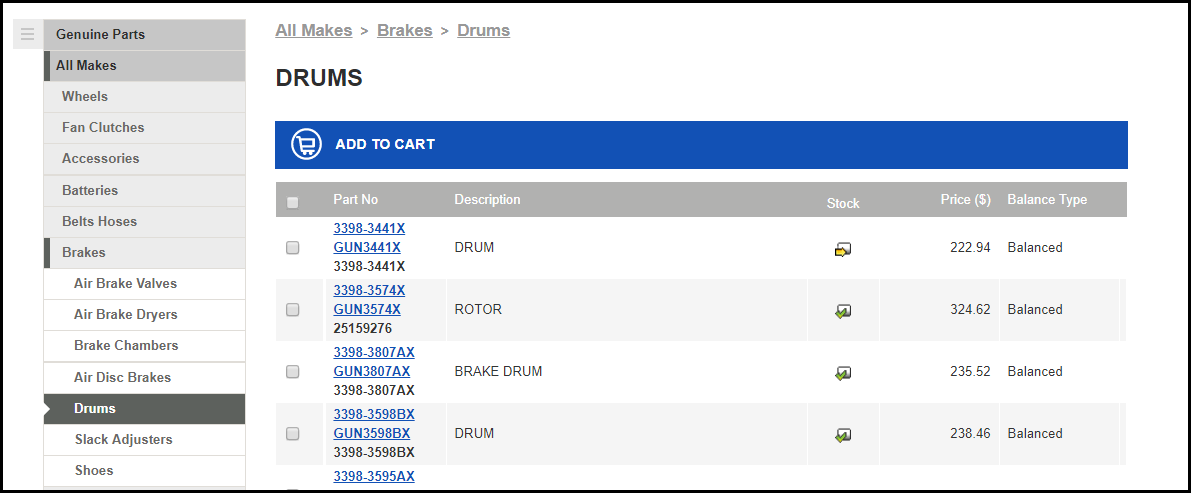 Genuine Parts
All Makes
Wheels
Fan Clutches
Accessories
Batteries
Belts Hoses
Brakes
Air Brake Valves
Air Brake Dryers
Brake Chambers
Air Disc Brakes
Drums
Slack Adjusters
Shoes
All Makes > Brakes > Drums
DRUMS
ADD TO CART
Part No Description Stock Price ($) Balance Type
3398-3441X
GUN3441X DRUM 222.94 Balanced
3398-3441X
3398-3574X
GUN3574X ROTOR 324.62 Balanced
25159276
3398-3807AX
GUN3807AX BRAKE DRUM 235.52 Balanced
3398-3807AX
3398-3598BX
GUN3598BX DRUM 238.46 Balanced
3398-3598BX
3398-3595AX